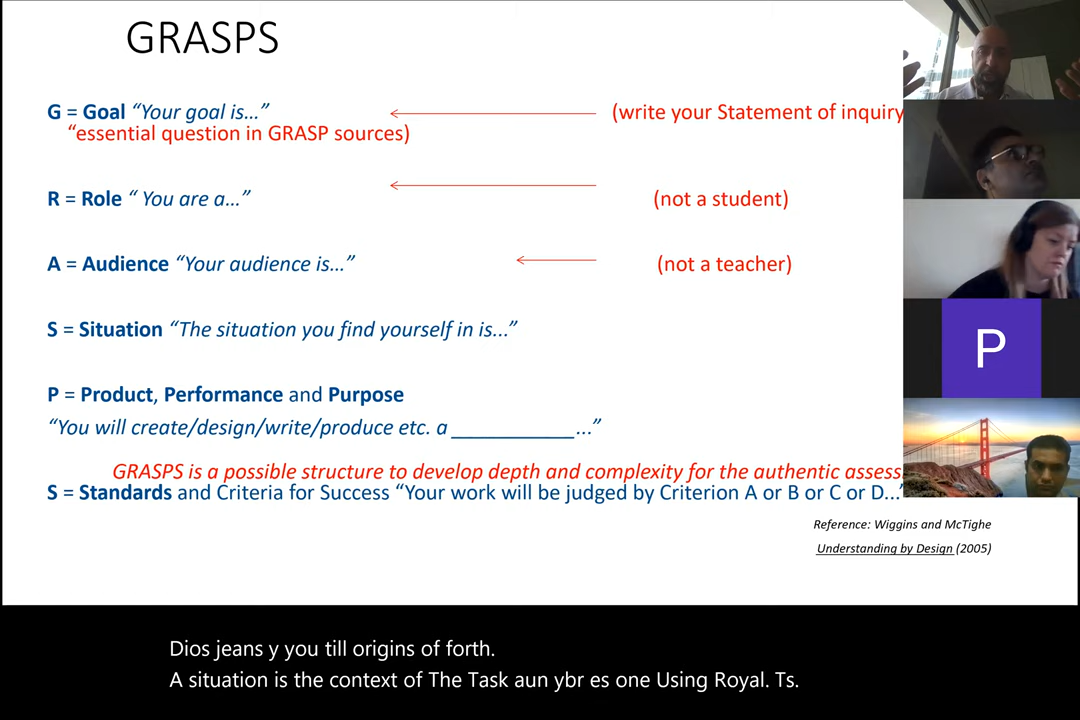 GRASPS
G = Goal “Your goal is…” (write your Statement of inquiry
“essential question in GRASP sources)
R = Role “ You are a…” (not a student)
A = Audience “Your audience is…” (not a teacher)
S = Situation “The situation you find yourself in is...”
P = Product, Performance and Purpose
“You will create/design/write/produce etc. a ___________...”
GRASPS is a possible structure to develop depth and complexity for the authentic assess
S = Standards and Criteria for Success “Your work will be judged by Criterion A or B or C or D...”
Reference: Wiggins and McTighe
Understanding by Design (2005)
P
Dios jeans y you till origins of forth.
A situation is the context of The Task aun ybr es one Using Royal. Ts.